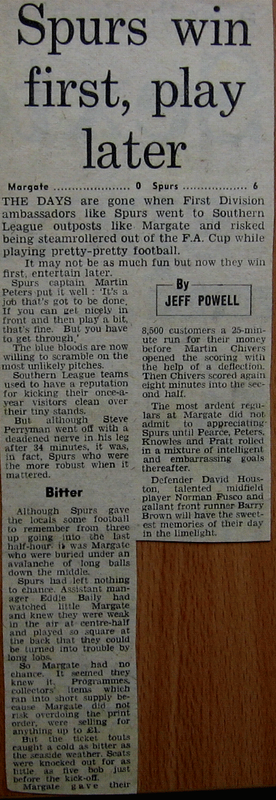 Spurs win
first, play
later
Margate .................... 0 Spurs ................. 6
THE DAYS are gone when First Division
ambassadors like Spurs went to Southern
League outposts like Margate and risked
being steamrollered out of the F.A. Cup while
playing pretty-pretty football.
It may not be as much fun but now they win
first, entertain later.
Spurs captain Martin
Peters put it well: 'It's a
job that's got to be done.
If you can get nicely in
front and then play a bit,
that's fine. But you have
to get through.'
The blue bloods are now
willing to scramble on the
most unlikely pitches.
Southern League teams
used to have a reputation
for kicking their once-a-
year visitors clean over
their tiny stands.
But although Steve
Perryman went off with a
deadened nerve in his leg
after 34 minutes, it was,
in fact, Spurs who were
the more robust when it
mattered.
Bitter
Although Spurs gave
the locals some football
to remember from three
up going into the last
half-hour it was Margate
who were buried under an
avalanche of long balls
down the middle.
Spurs had left nothing
to chance. Assistant man-
ager Eddie Baily had
watched little Margate
and knew they were weak
in the air at centre-half
and played so square at
the back that they could
be turned into trouble by
long lobs.
So Margate had no
chance. It seemed they
knew it. Programmes,
collectors' items which
ran into short supply be-
cause Margate did not
risk overdoing the print
order, were selling for
anything up to £1.
But the ticket touts
caught a cold as bitter as
the seaside weather. Seats
were knocked out for as
little as five bob just
before the kick-off.
Margate gave their
By
JEFF POWELL
8,500 customers a 25-min-
ute run for their money
before Martin Chivers
opened the scoring with
the help of a deflection.
Then Chivers scored again
eight minutes into the sec-
ond half.
The most ardent regu-
lars at Margate did not
admit to appreciating
Spurs until Pearce, Peters,
Knowles and Pratt rolled
in a mixture of intelligent
and embarrassing goals
thereafter.
Defender David Hous-
ton, talented midfield
player Norman Fusco and
gallant front runner Barry
Brown will have the sweet-
est memories of their day
in the limelight.